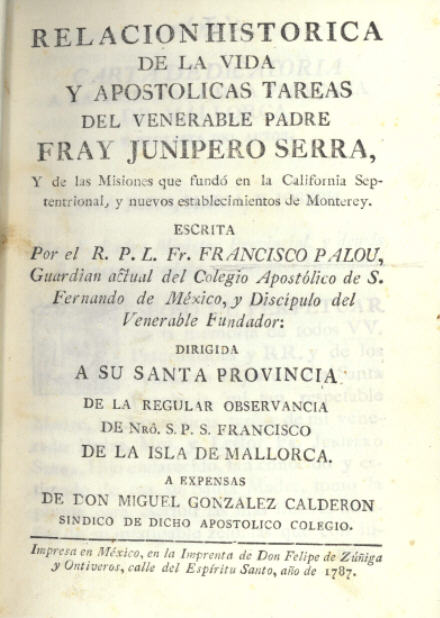 RELACION HISTORICA
DE LA VIDA
Y APOSTOLICAS TAREAS
DEL VENERABLE PADRE
FRAY JUNIPERO SERRA,
Y de las Misiones que fundó en la California Sep-
tentrional, y nuevos establecimientos de Monterey.
ESCRITA
Por el R. P. L. Fr. FRANCISCO PALOU,
Guardian actual del Colegio Apostólico de S.
Fernando de México, y Discipulo del
Venerable Fundador:
DIRIGIDA
A SU SANTA PROVINCIA
DE LA REGULAR OBSERVANCIA
DE Nrô. S. P. S. FRANCISCO
DE LA ISLA DE MALLORCA.
A EXPENSAS
DE DON MIGUEL GONZALEZ CALDERON
SINDICO DE DICHO APOSTOLICO COLEGIO.
Impresa en México, en la Imprenta de Don Felipe de Zúñiga
y Ontiveros, calle del Espíritu Santo, año de 1787.